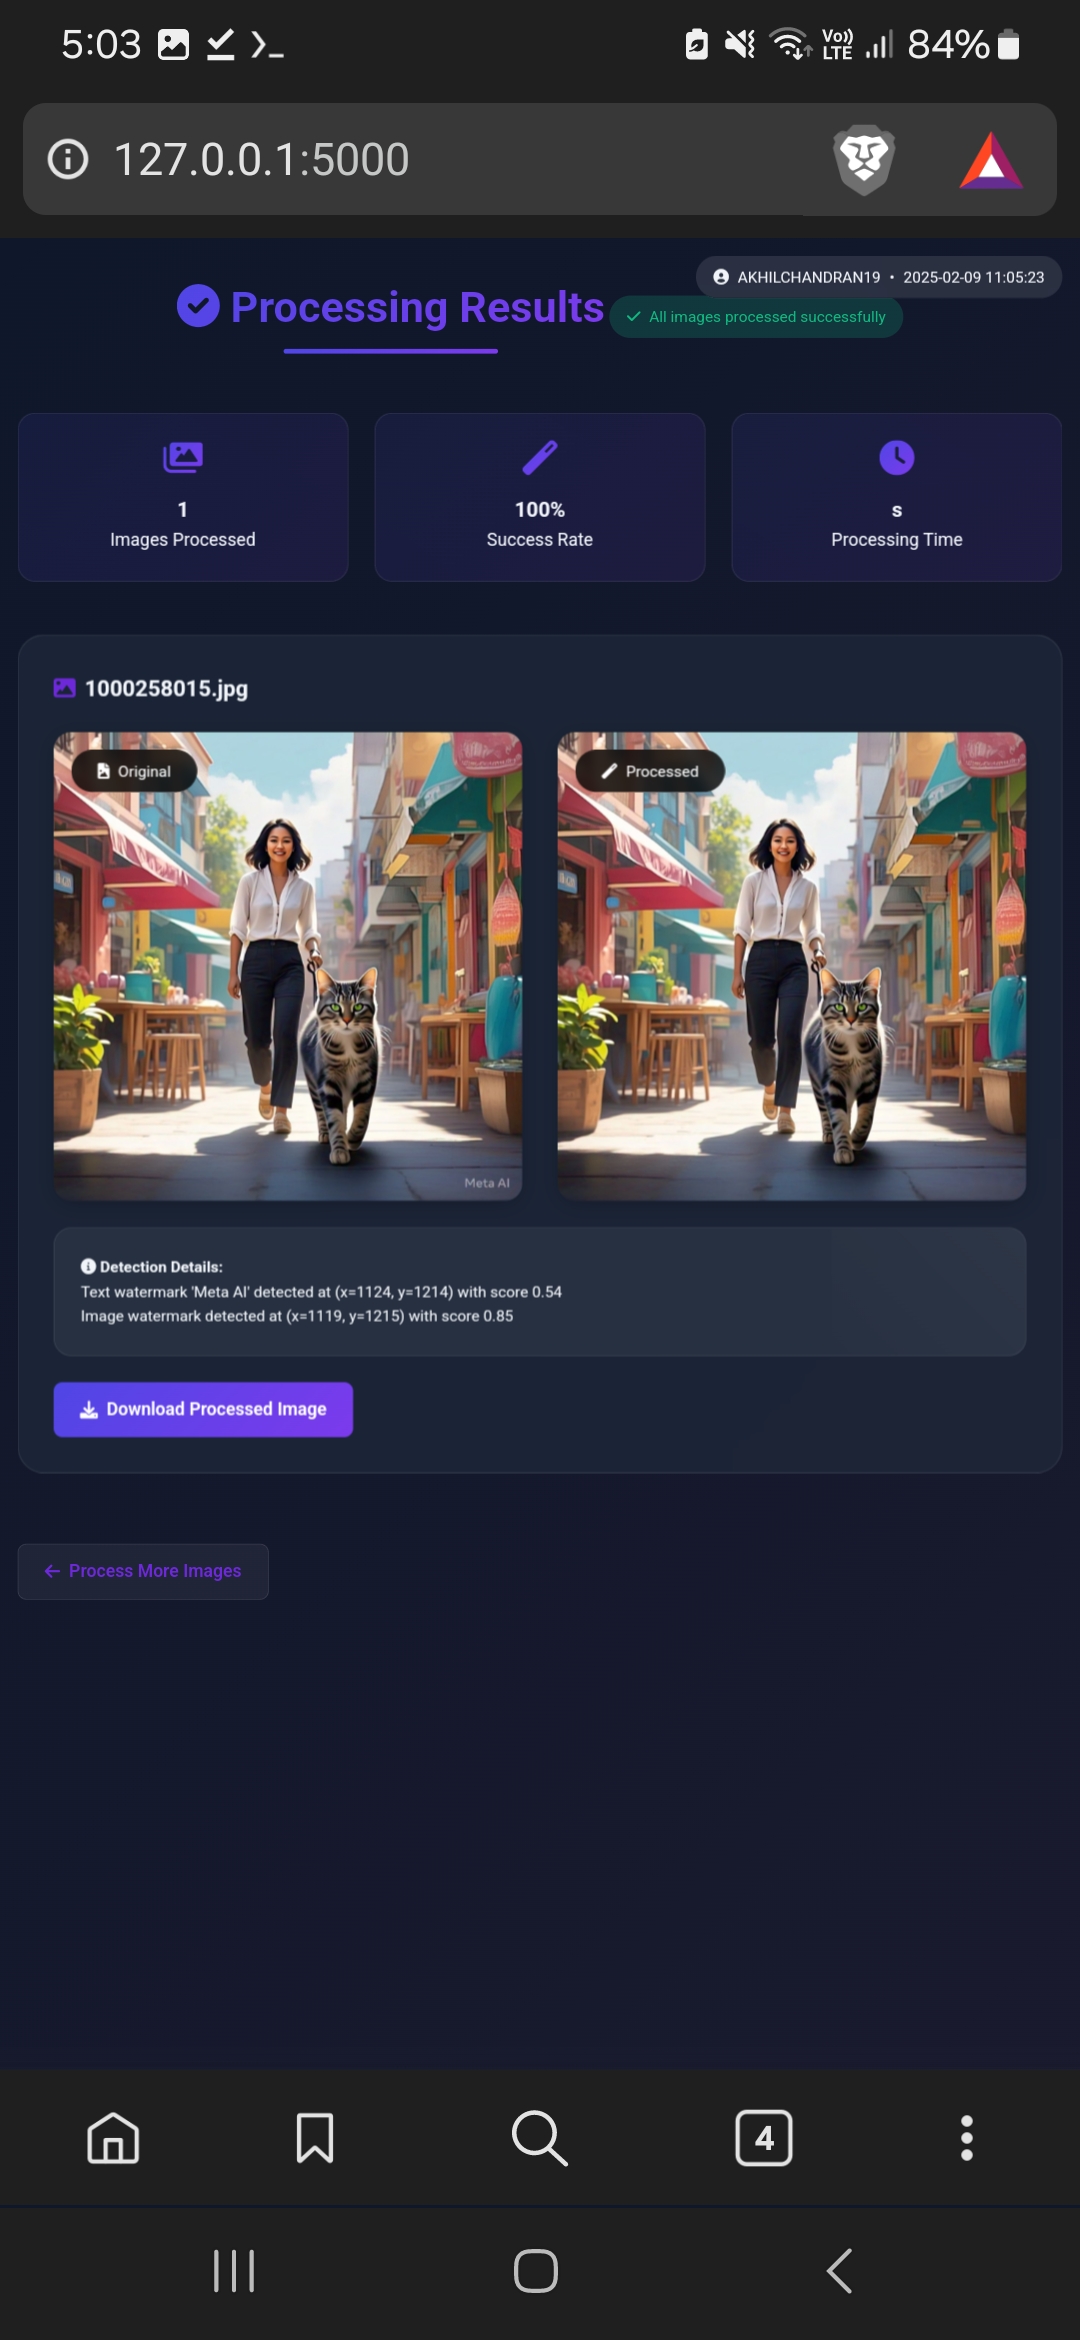 5:03
Vo)) LTE 84%
127.0.0.1:5000
AKHILCHANDRAN19 • 2025-02-09 11:05:23
Processing Results
All images processed successfully
1
Images Processed
100%
Success Rate
s
Processing Time
1000258015.jpg
Original
Processed
Meta AI
Detection Details:
Text watermark 'Meta AI' detected at (x=1124, y=1214) with score 0.54
Image watermark detected at (x=1119, y=1215) with score 0.85
Download Processed Image
← Process More Images
4